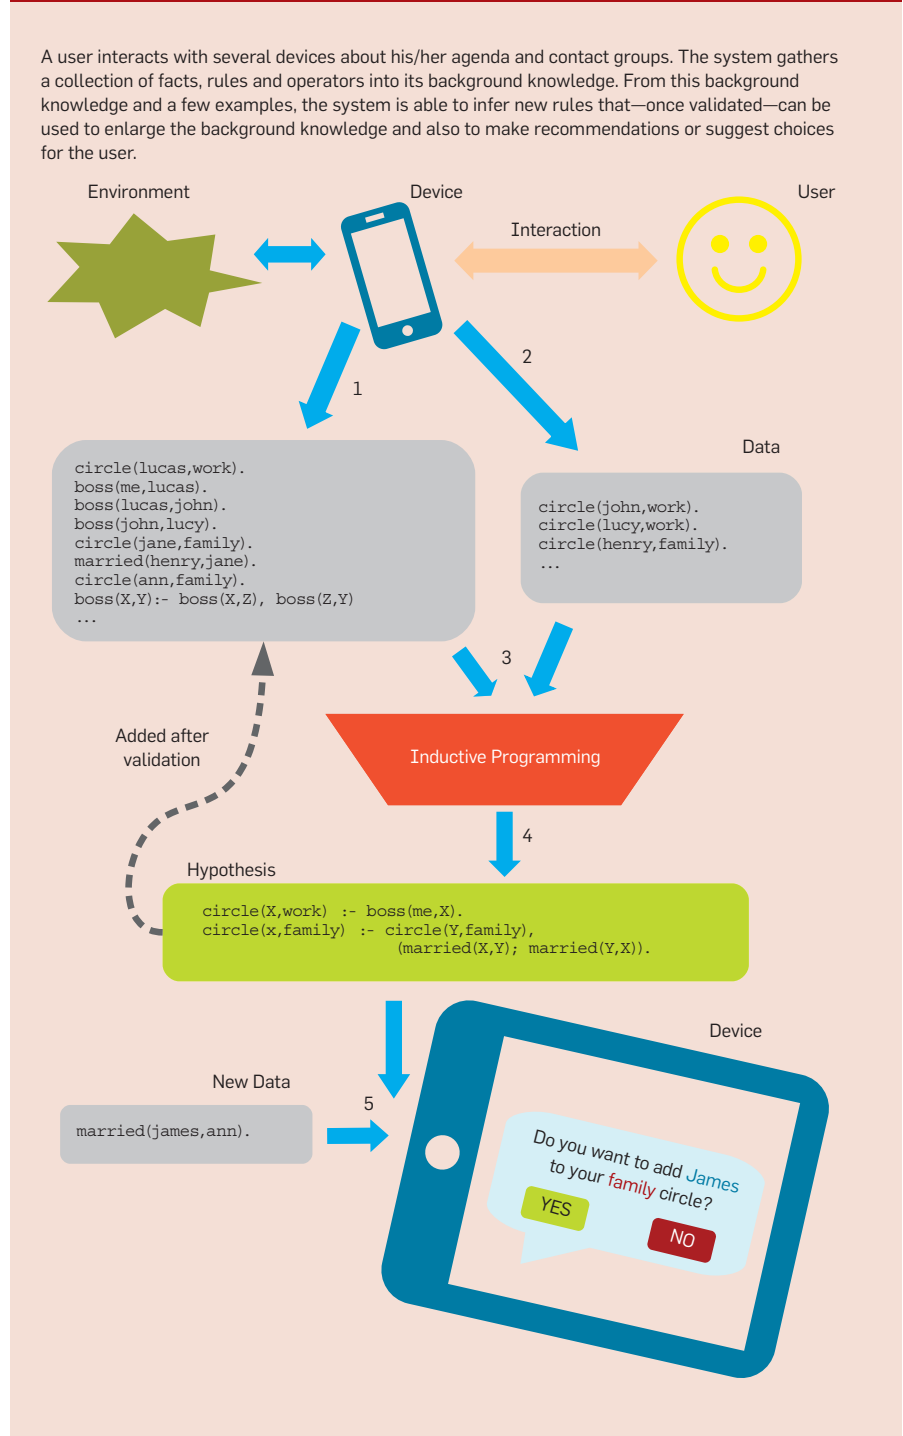 A user interacts with several devices about his/her agenda and contact groups. The system gathers
a collection of facts, rules and operators into its background knowledge. From this background
knowledge and a few examples, the system is able to infer new rules that—once validated—can be
used to enlarge the background knowledge and also to make recommendations or suggest choices
for the user.
Environment
Device
User
Interaction
1
2
circle(lucas,work).
boss(me,lucas).
boss(lucas,john).
boss(john,lucy).
circle(jane,family).
married(henry,jane).
circle(ann,family).
boss(X,Y):- boss(X,Z), boss(Z,Y)
...
Data
circle(john,work).
circle(lucy,work).
circle(henry,family).
...
3
Added after
validation
Inductive Programming
4
Hypothesis
circle(X,work) :- boss(me,X).
circle(x,family) :- circle(Y,family),
(married(X,Y); married(Y,X)).
Device
New Data
5
married(james,ann).
Do you want to add James
to your family circle?
YES
NO